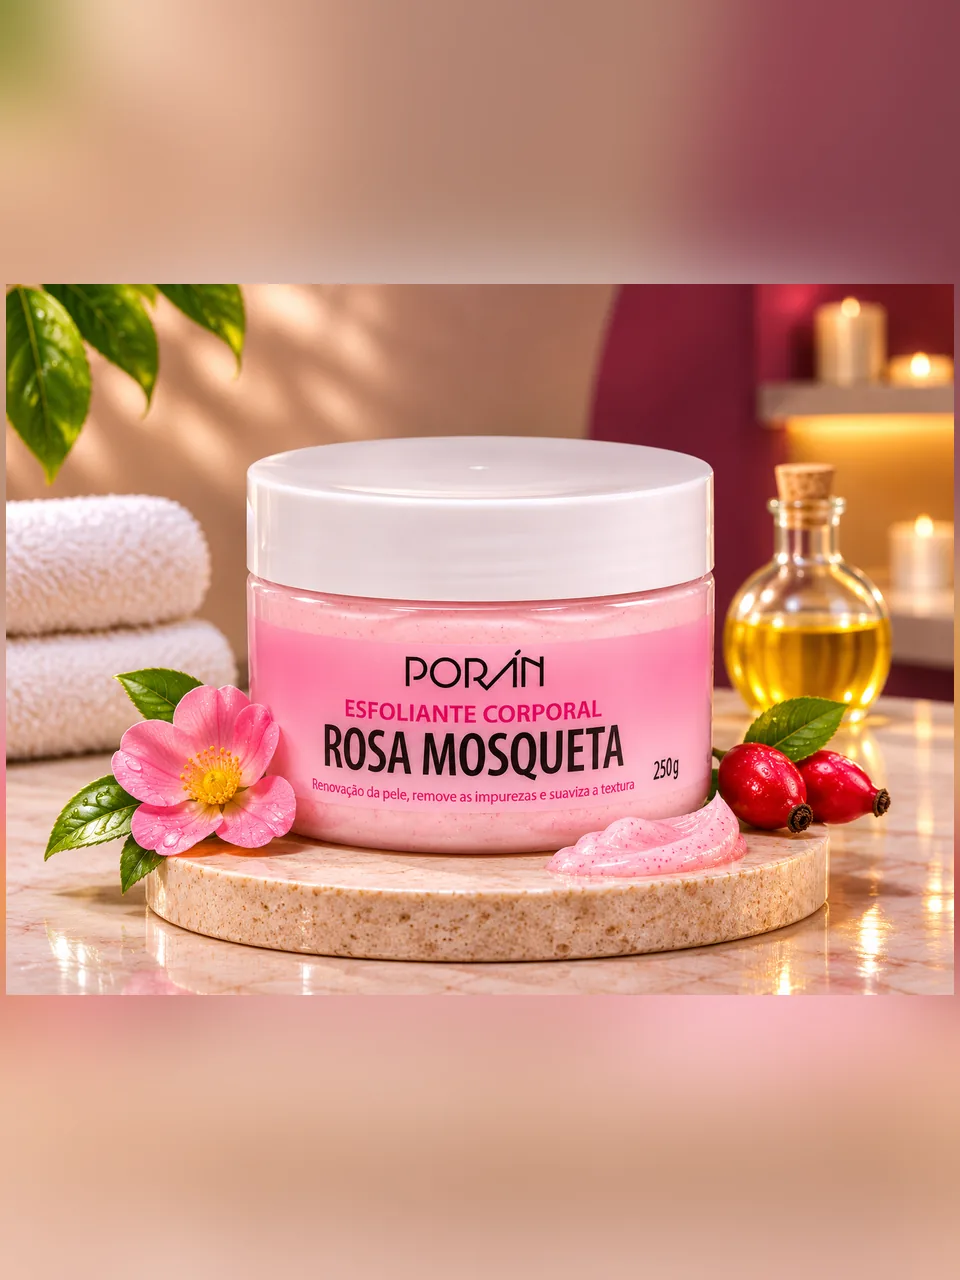 PORÁN
ESFOLIANTE CORPORAL
ROSA MOSQUETA
250g
Renovação da pele, remove as impurezas e suaviza a textura